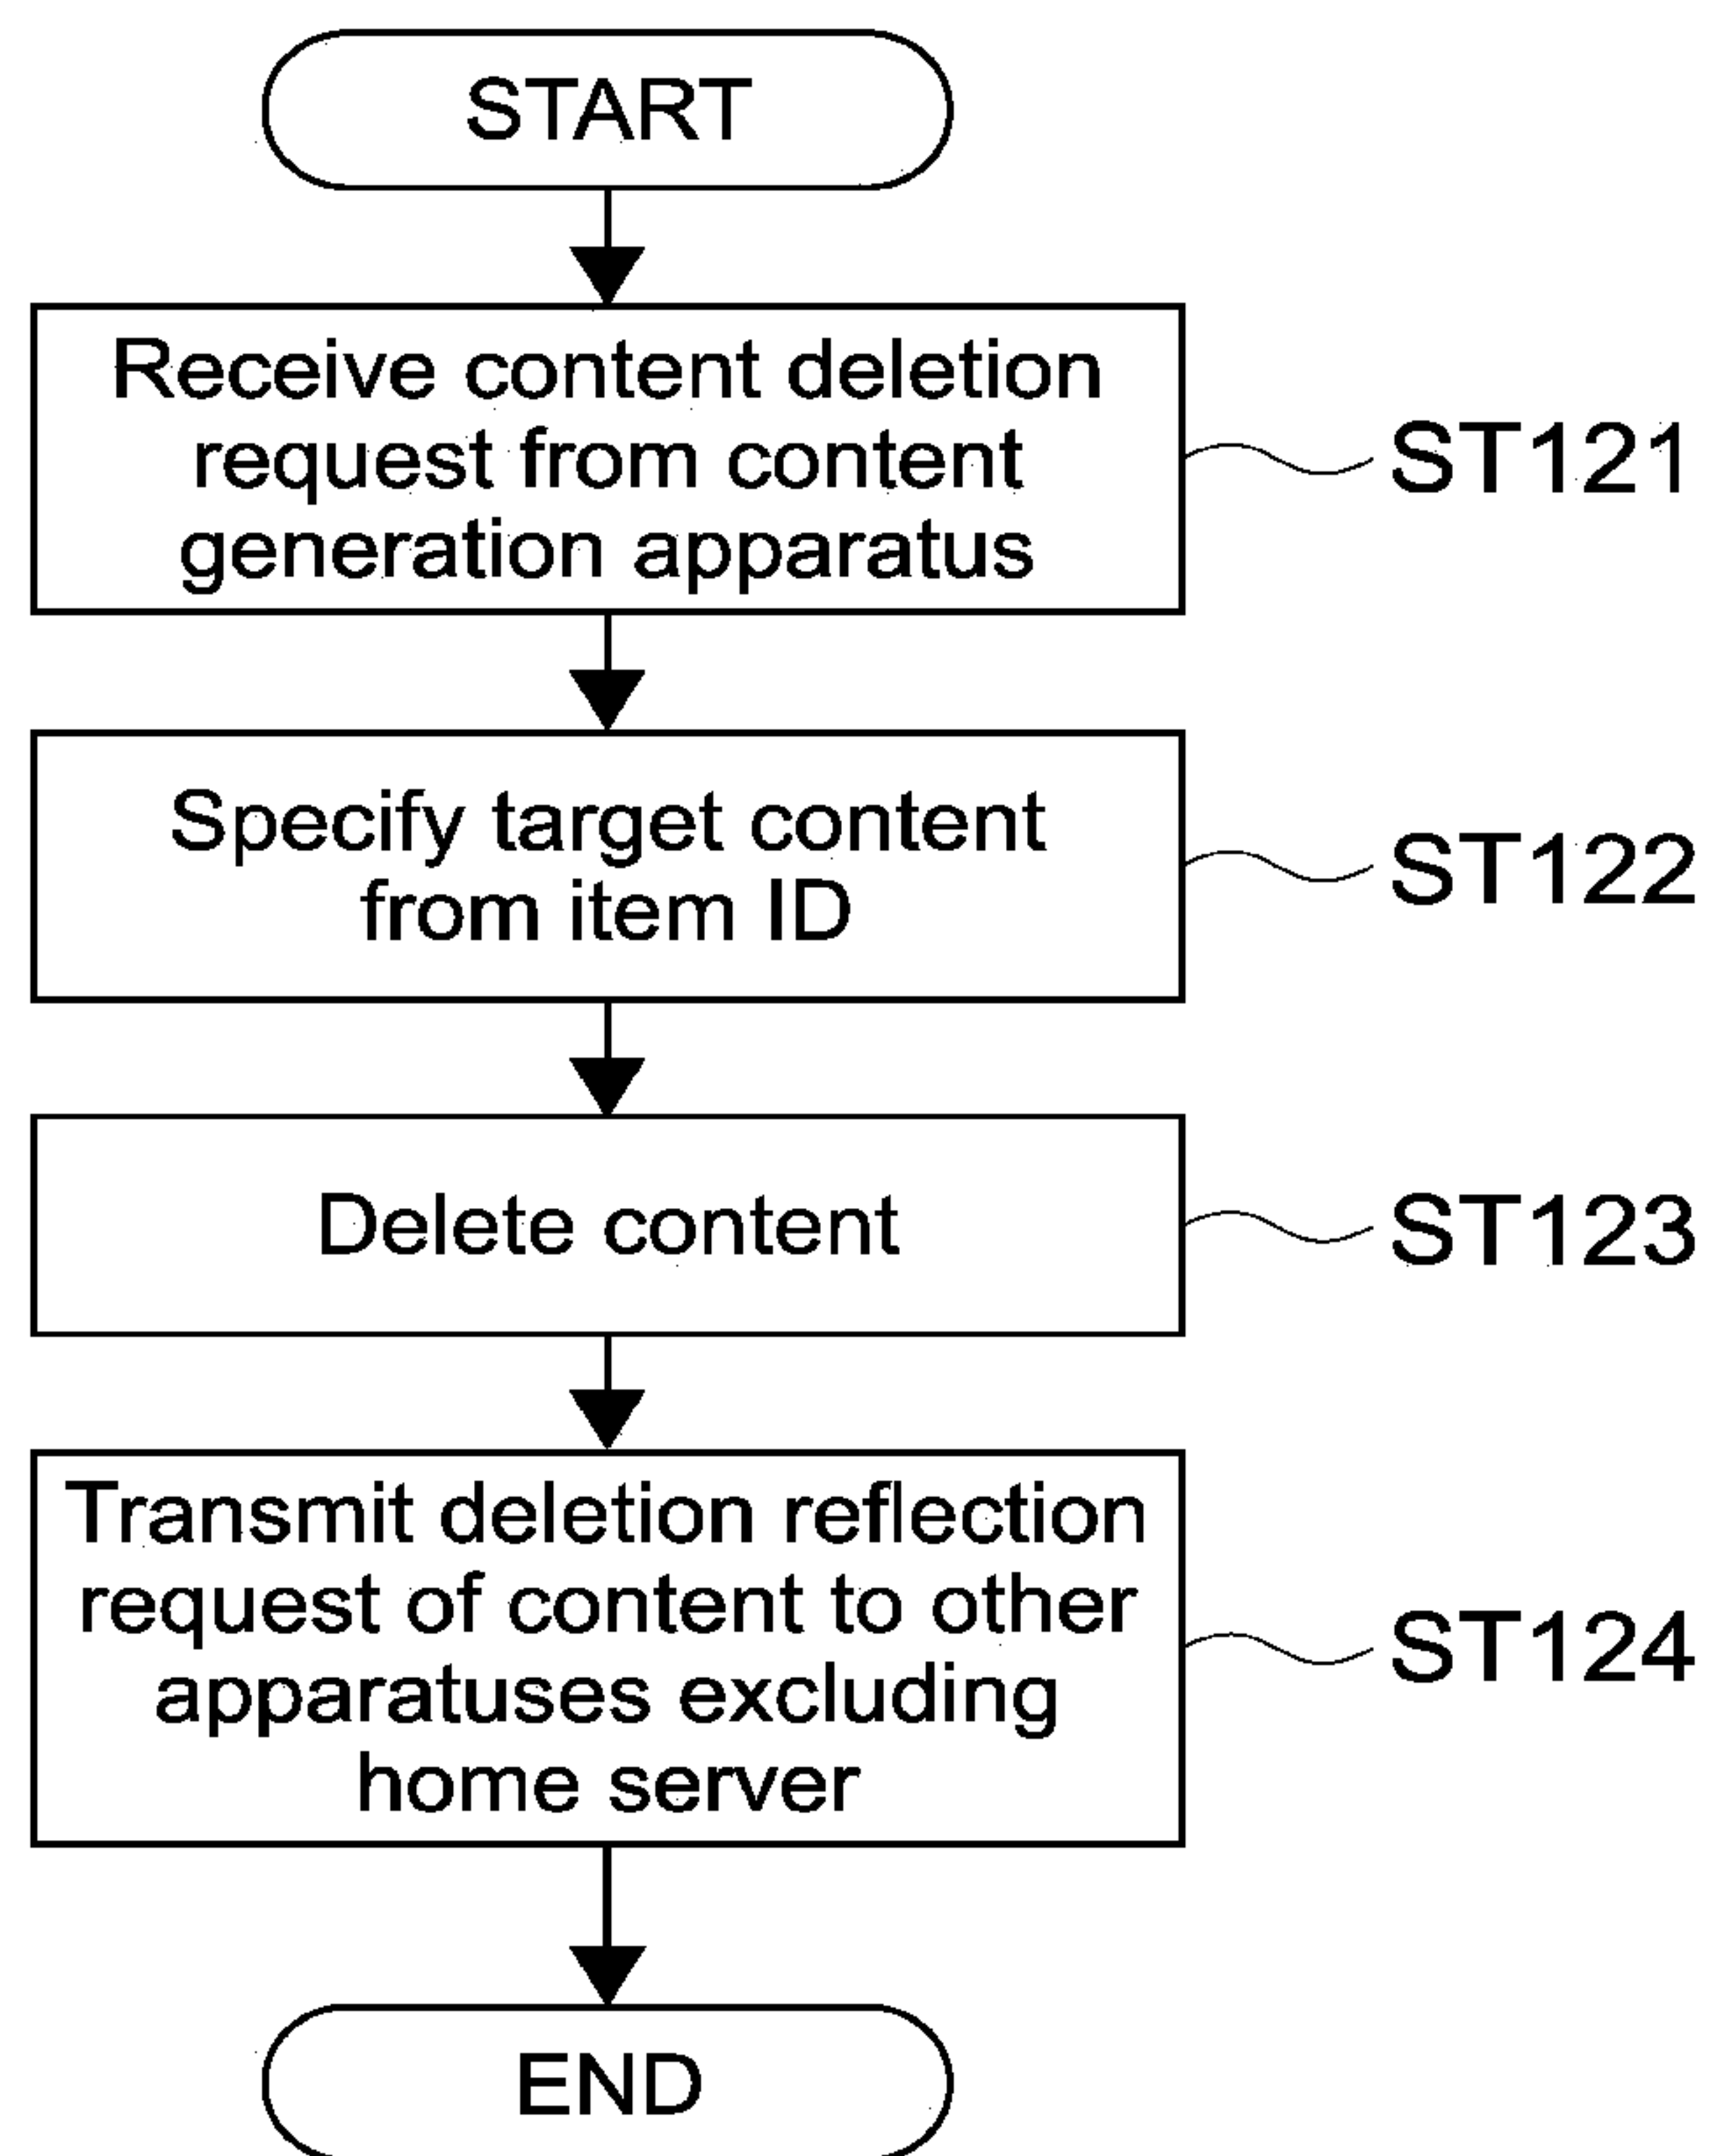 START
Receive content deletion
request from content
generation apparatus
ST121
Specify target content
from item ID
ST122
Delete content
ST123
Transmit deletion reflection
request of content to other
apparatuses excluding
home server
ST124
END